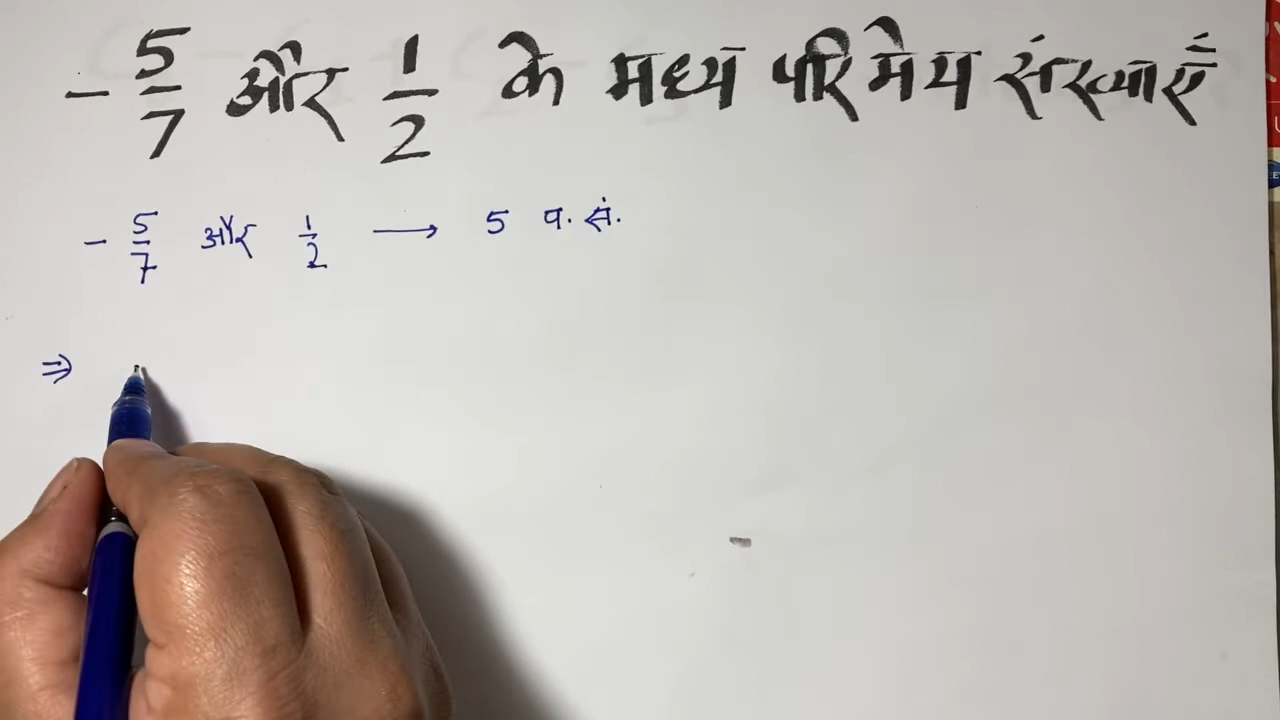 - 5/7 और 1/2 के मध्य परिमेय संख्याएँ
- 5/7 और 1/2 → 5 प. सं.
⇒